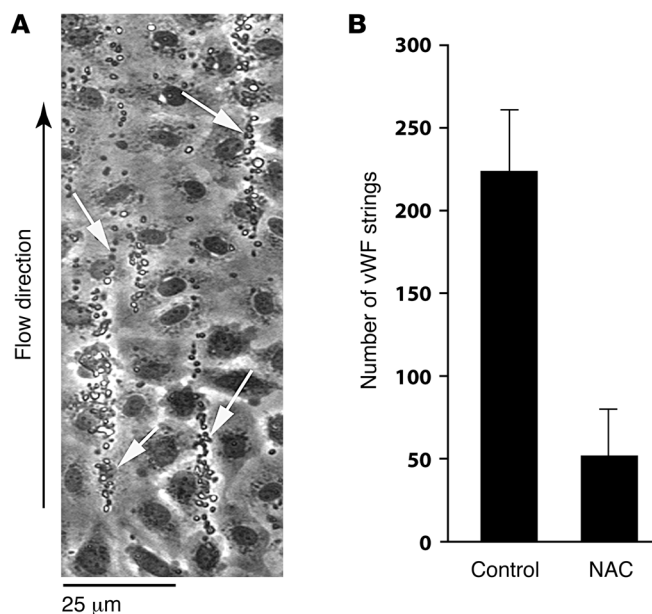 A
Flow direction
25 μm
B
Number of vWF strings
300
250
200
150
100
50
0
Control
NAC